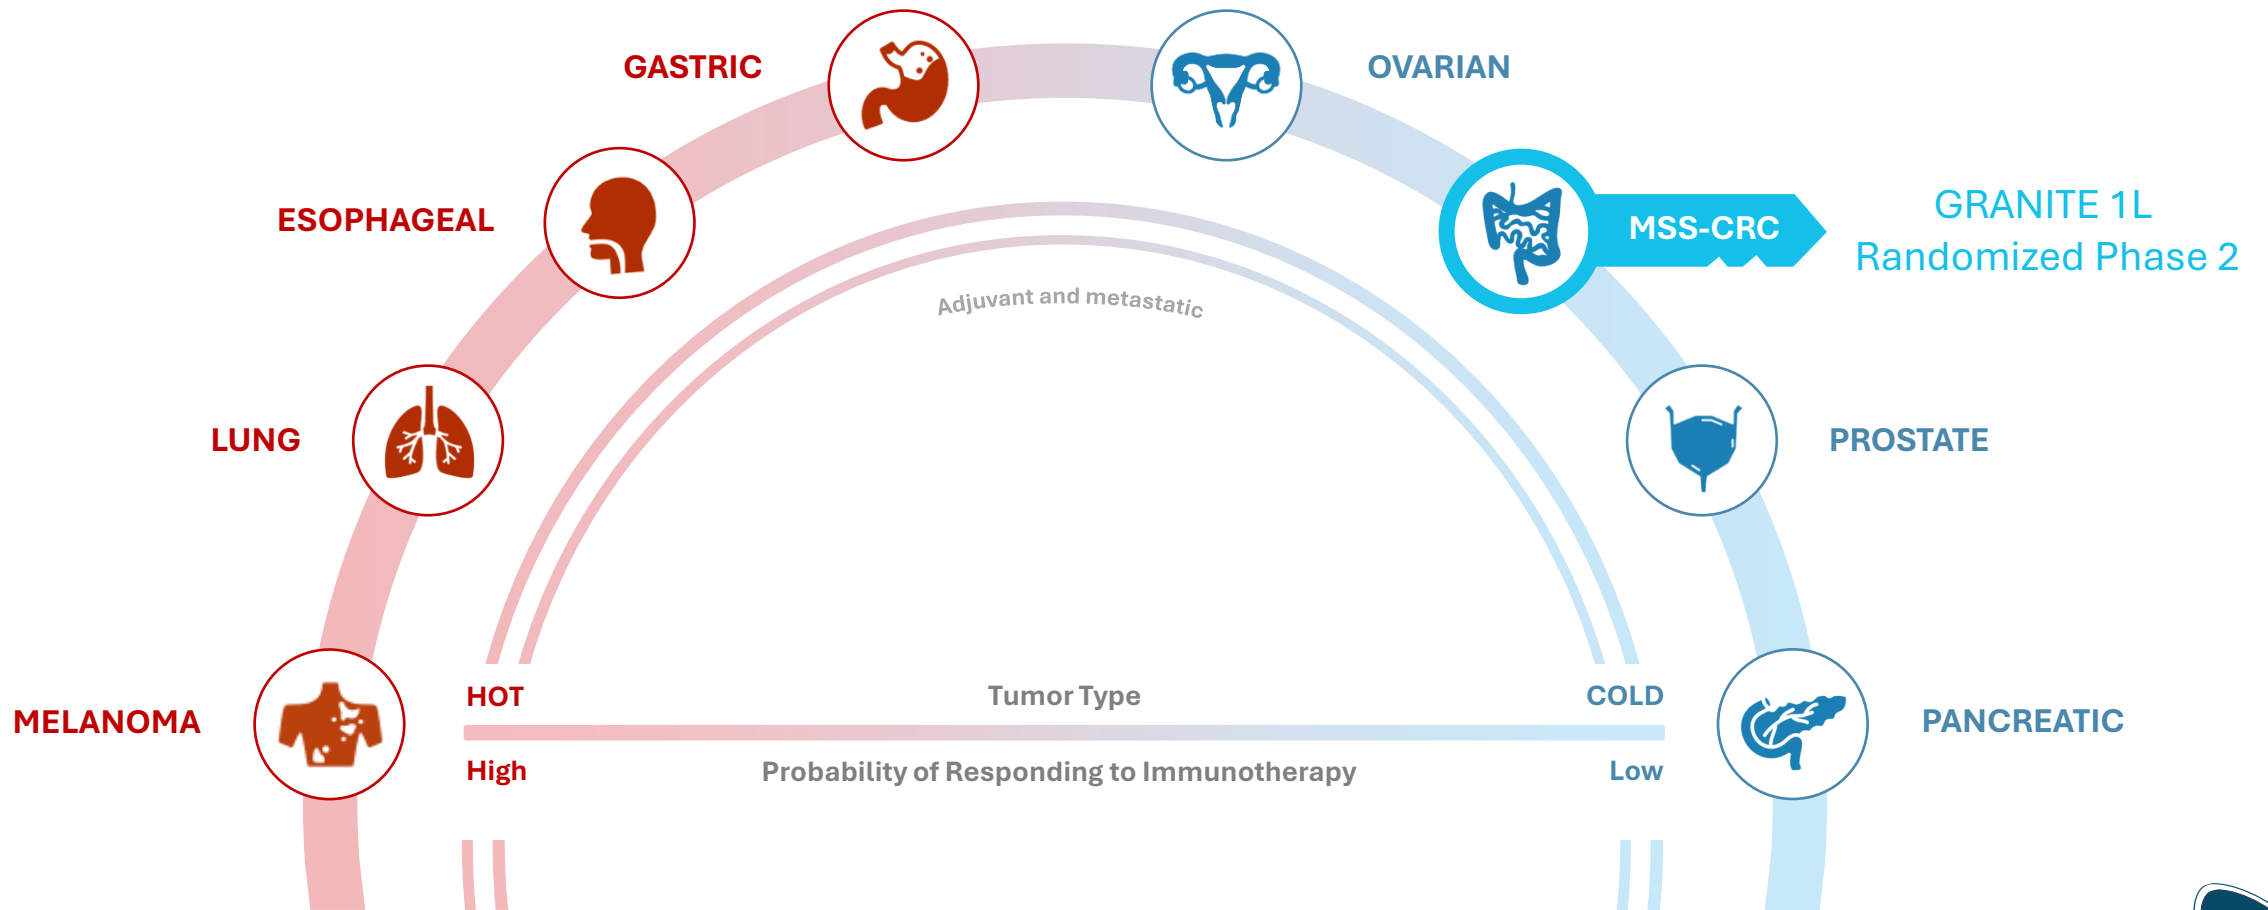 GASTRIC
OVARIAN
ESOPHAGEAL
MSS-CRC
GRANITE 1L
Randomized Phase 2
Adjuvant and metastatic
LUNG
PROSTATE
MELANOMA
HOT
Tumor Type
COLD
PANCREATIC
High
Probability of Responding to Immunotherapy
Low